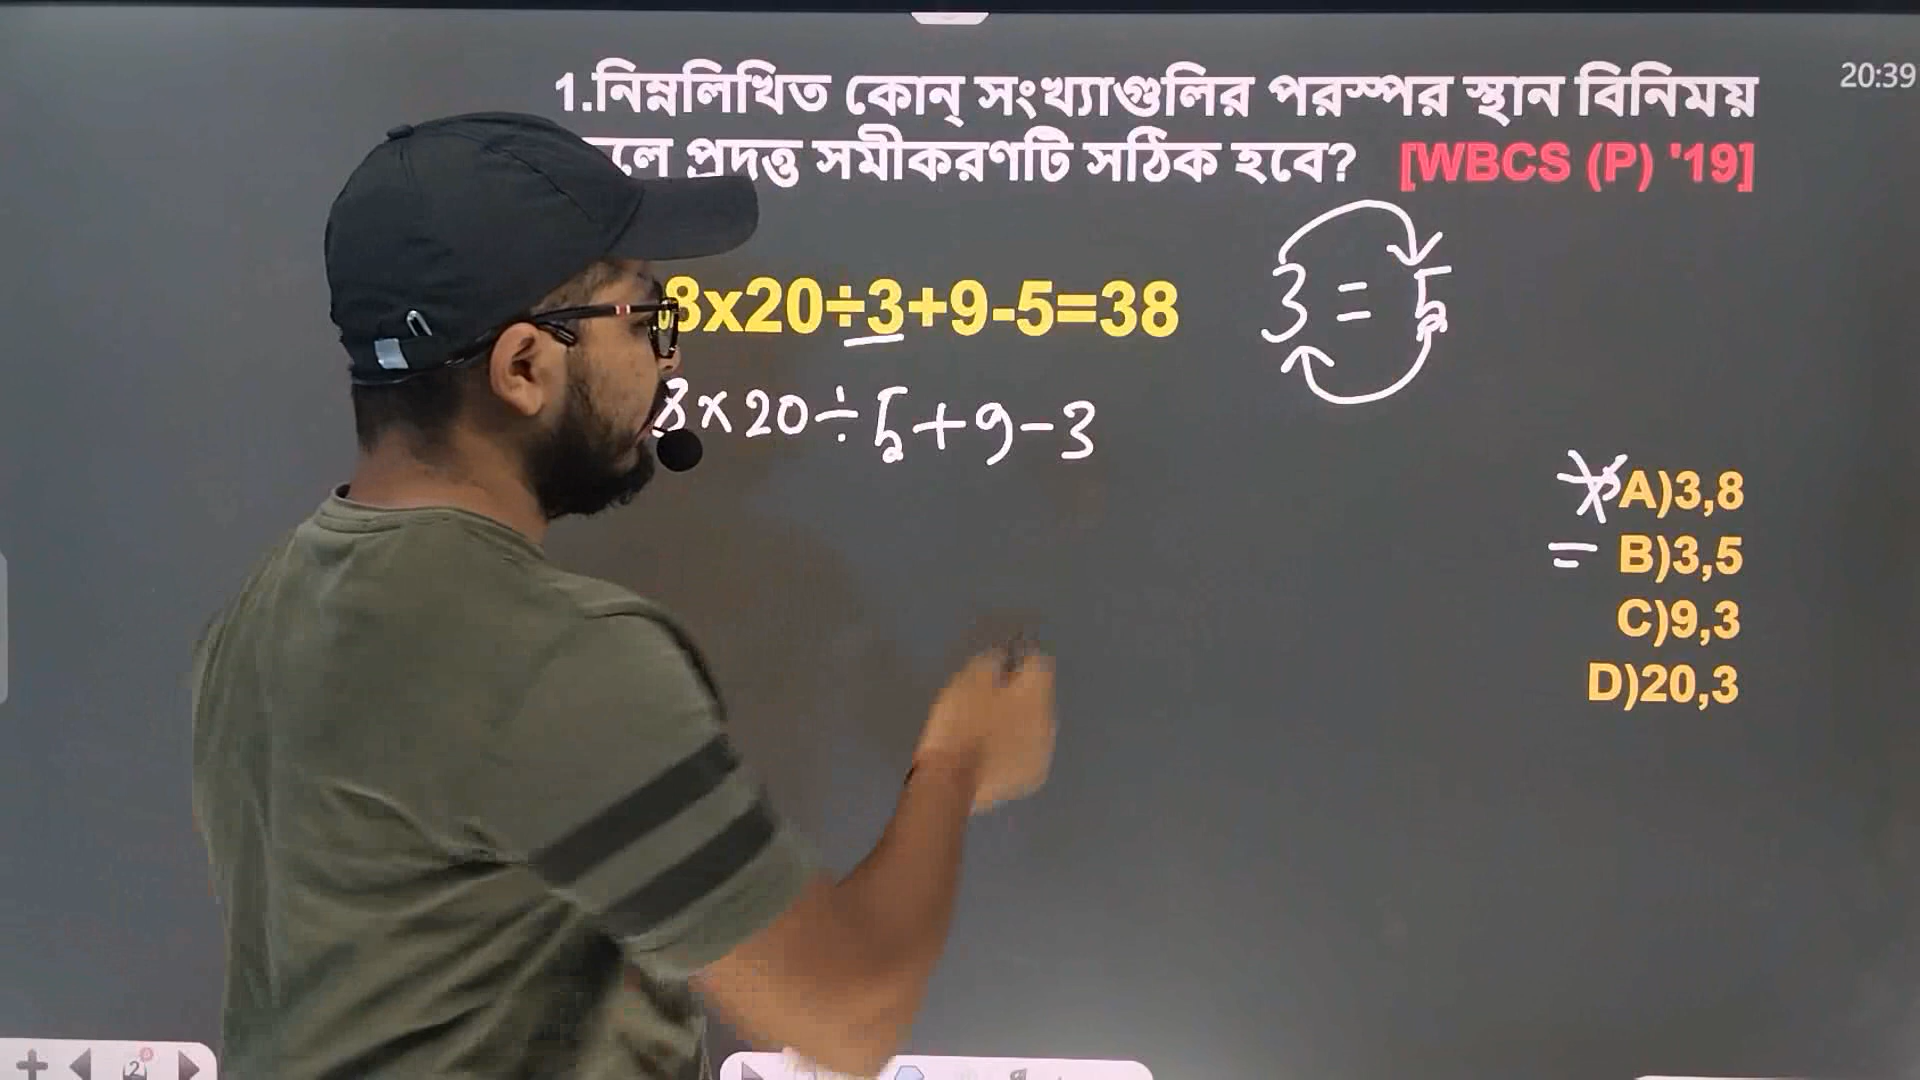 20:39
1.নিম্নলিখিত কোন্ সংখ্যাগুলির পরস্পর স্থান বিনিময়
প্রদত্ত সমীকরণটি সঠিক হবে? [WBCS (P) '19]
8x20÷3+9-5=38
3 = 5
8 × 20 ÷ 5 + 9 - 3
A)3,8
= B)3,5
C)9,3
D)20,3
2